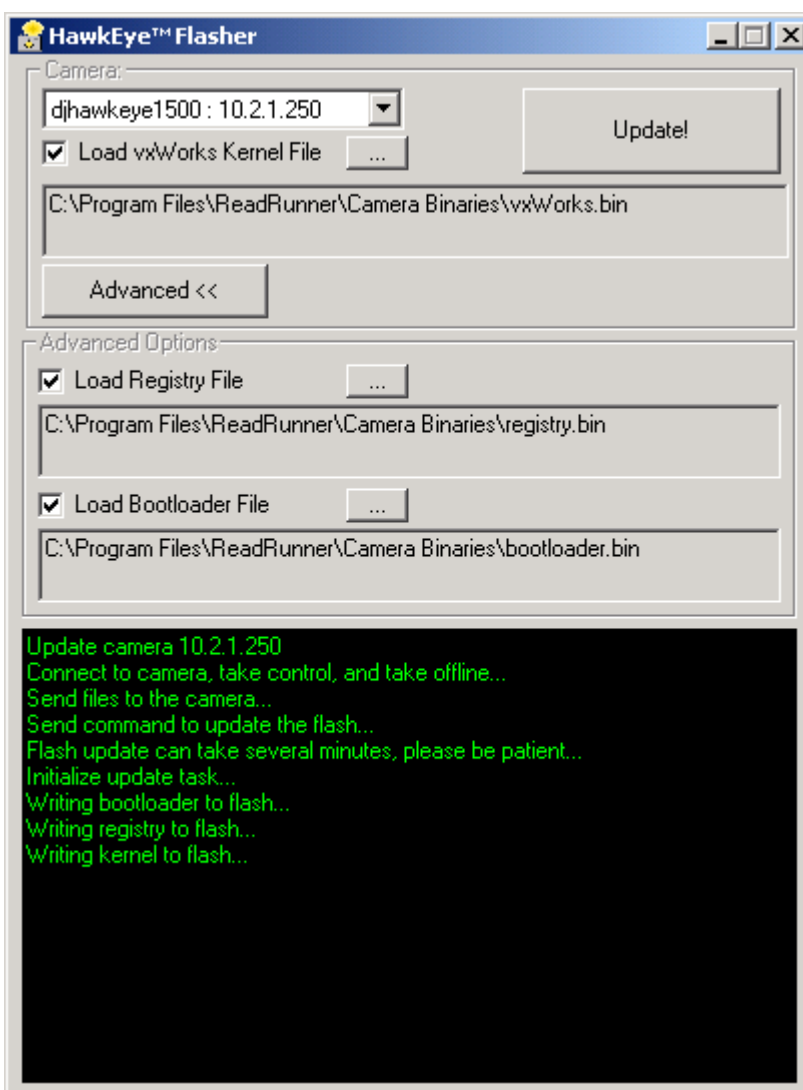 HawkEye™ Flasher
Camera:
djhawkeye1500 : 10.2.1.250
Update!
Load vxWorks Kernel File
...
C:\Program Files\ReadRunner\Camera Binaries\vxWorks.bin
Advanced <<
Advanced Options
Load Registry File
...
C:\Program Files\ReadRunner\Camera Binaries\registry.bin
Load Bootloader File
...
C:\Program Files\ReadRunner\Camera Binaries\bootloader.bin
Update camera 10.2.1.250
Connect to camera, take control, and take offline...
Send files to the camera...
Send command to update the flash...
Flash update can take several minutes, please be patient...
Initialize update task...
Writing bootloader to flash...
Writing registry to flash...
Writing kernel to flash...